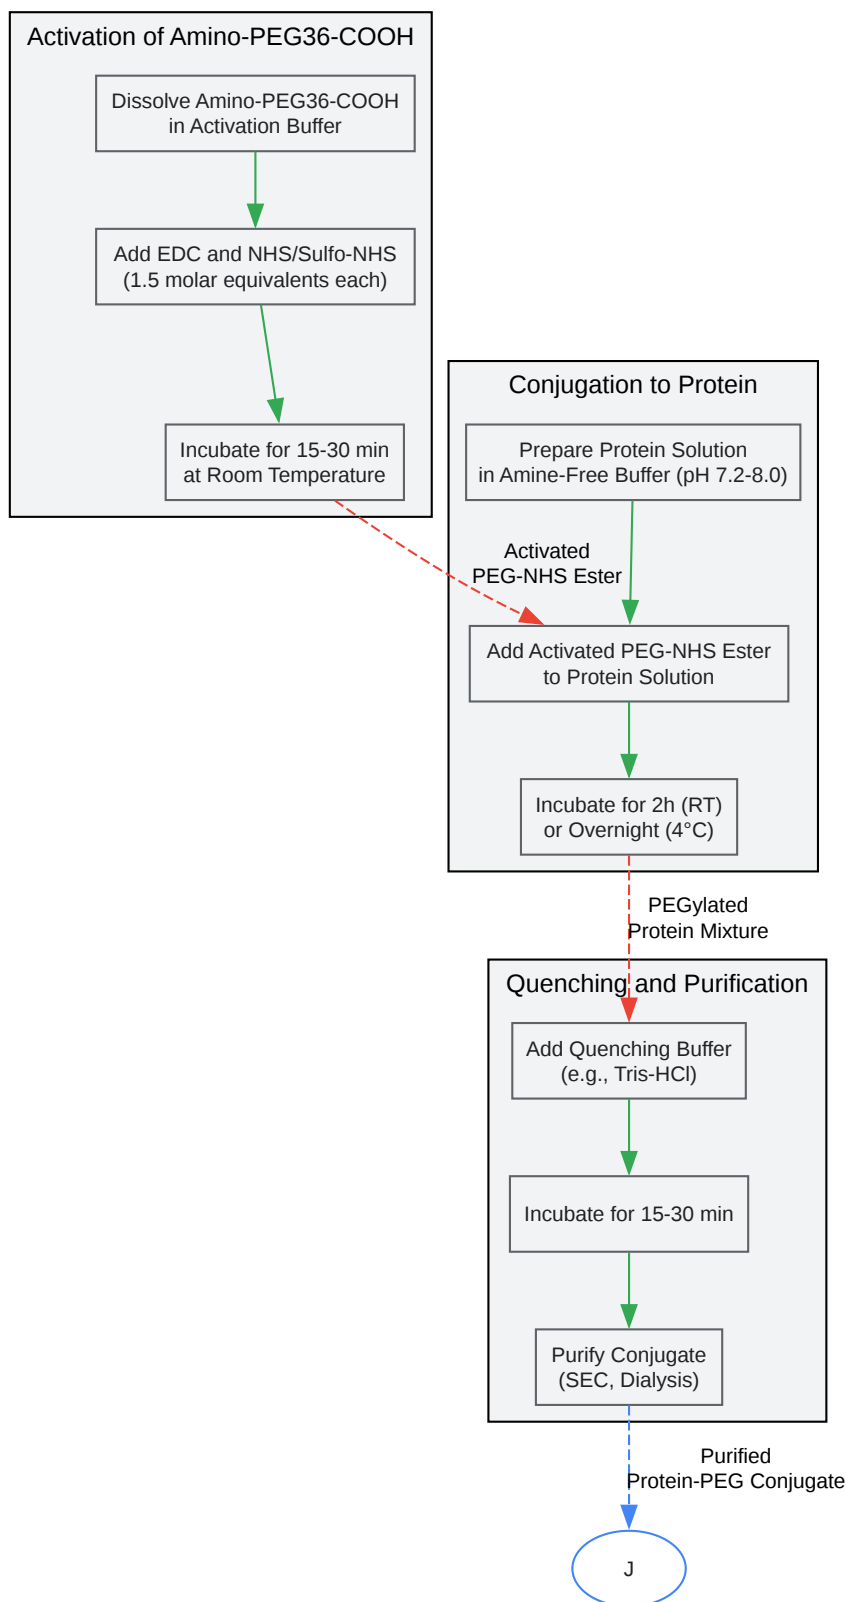 Activation of Amino-PEG36-COOH
Dissolve Amino-PEG36-COOH
in Activation Buffer
Add EDC and NHS/Sulfo-NHS
(1.5 molar equivalents each)
Incubate for 15-30 min
at Room Temperature
Conjugation to Protein
Prepare Protein Solution
in Amine-Free Buffer (pH 7.2-8.0)
Activated
PEG-NHS Ester
Add Activated PEG-NHS Ester
to Protein Solution
Incubate for 2h (RT)
or Overnight (4°C)
PEGylated
Protein Mixture
Quenching and Purification
Add Quenching Buffer
(e.g., Tris-HCl)
Incubate for 15-30 min
Purify Conjugate
(SEC, Dialysis)
Purified
Protein-PEG Conjugate
J